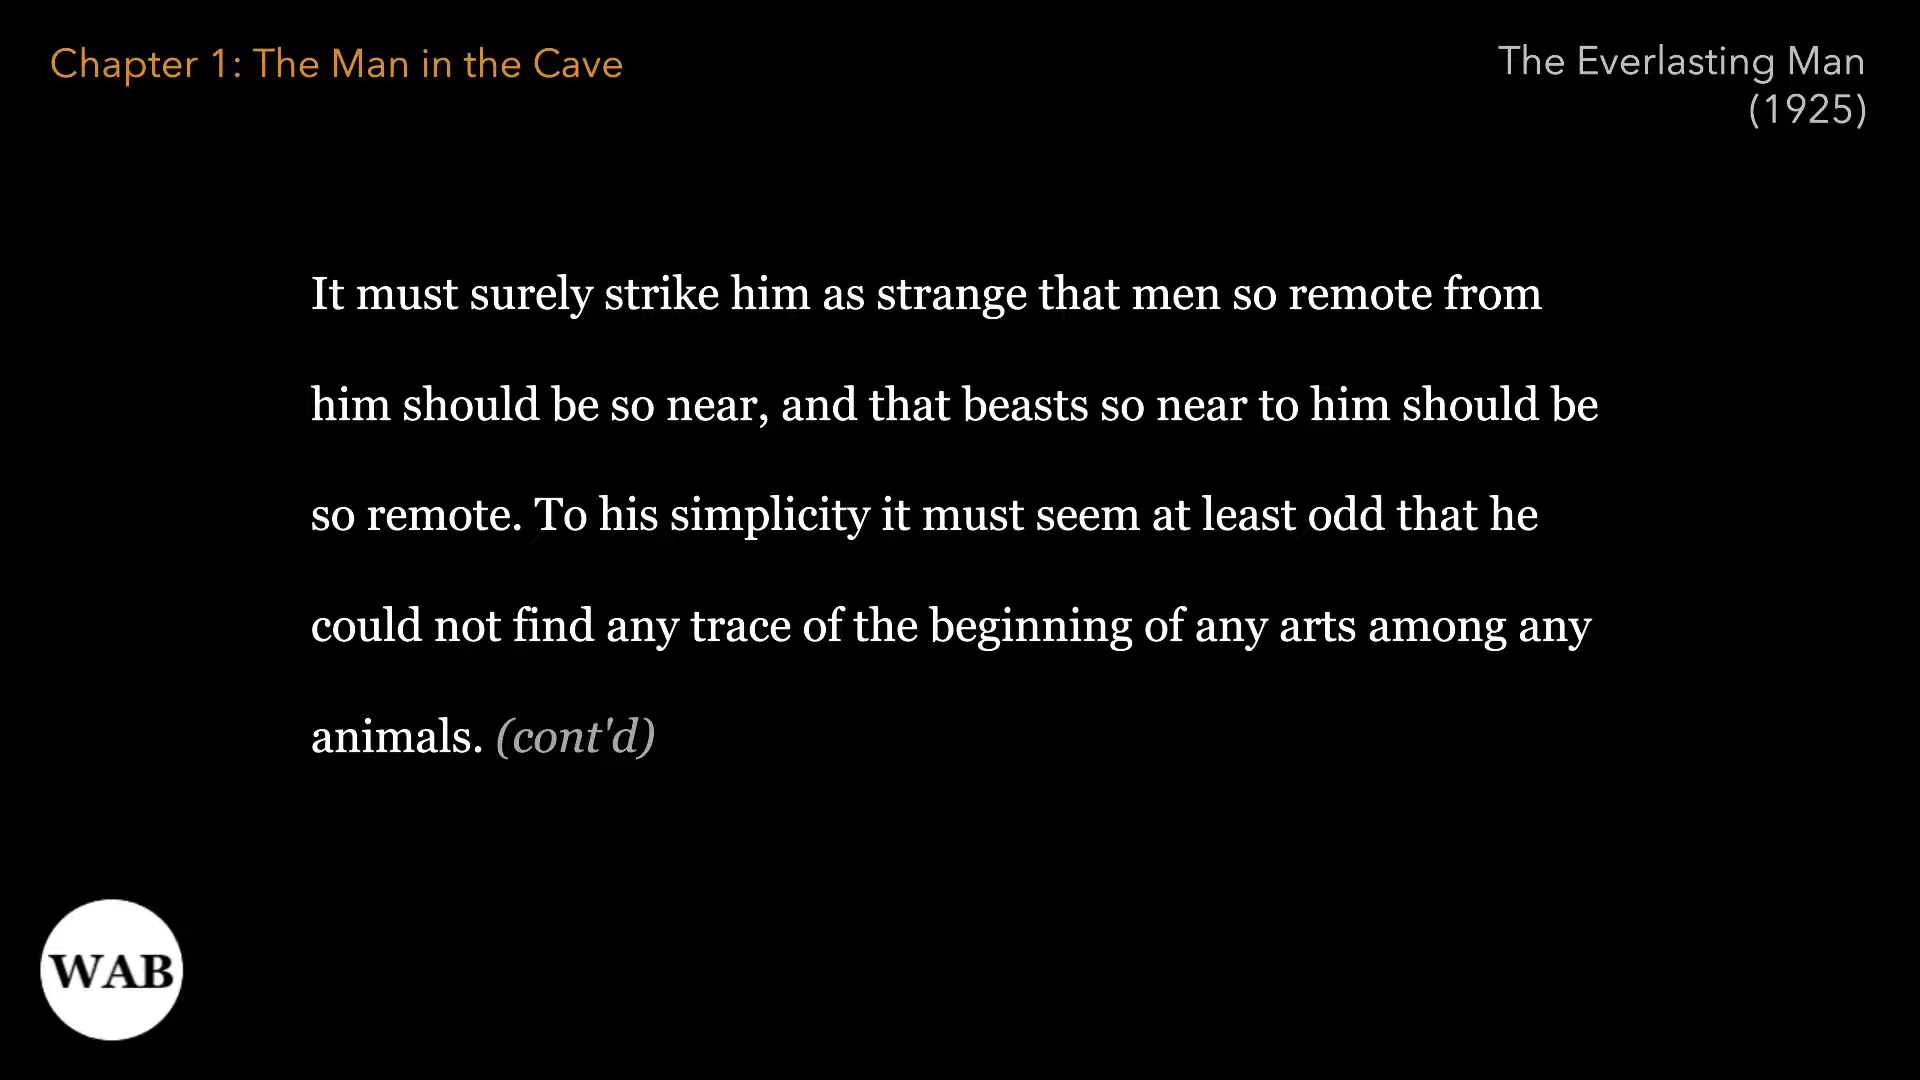 Chapter 1: The Man in the Cave
The Everlasting Man
(1925)
It must surely strike him as strange that men so remote from
him should be so near, and that beasts so near to him should be
so remote. To his simplicity it must seem at least odd that he
could not find any trace of the beginning of any arts among any
animals. (cont'd)
WAB